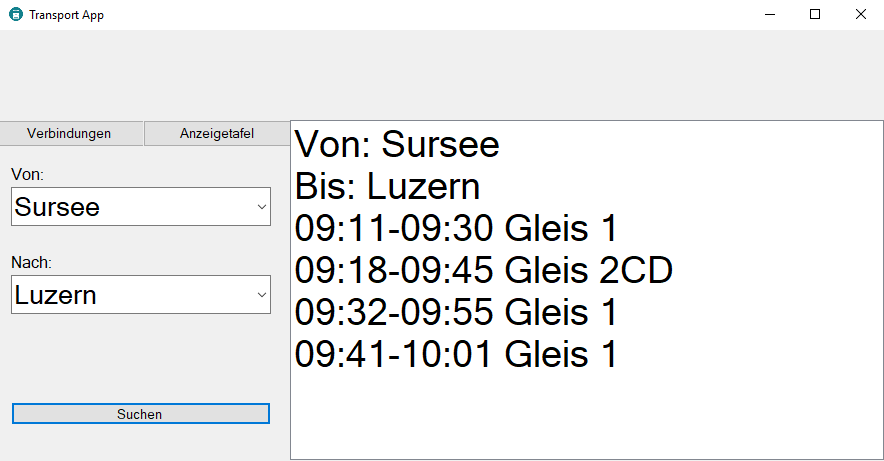 Transport App
Verbindungen Anzeigetafel
Von:
Sursee
Nach:
Luzern
Suchen
Von: Sursee
Bis: Luzern
09:11-09:30 Gleis 1
09:18-09:45 Gleis 2CD
09:32-09:55 Gleis 1
09:41-10:01 Gleis 1